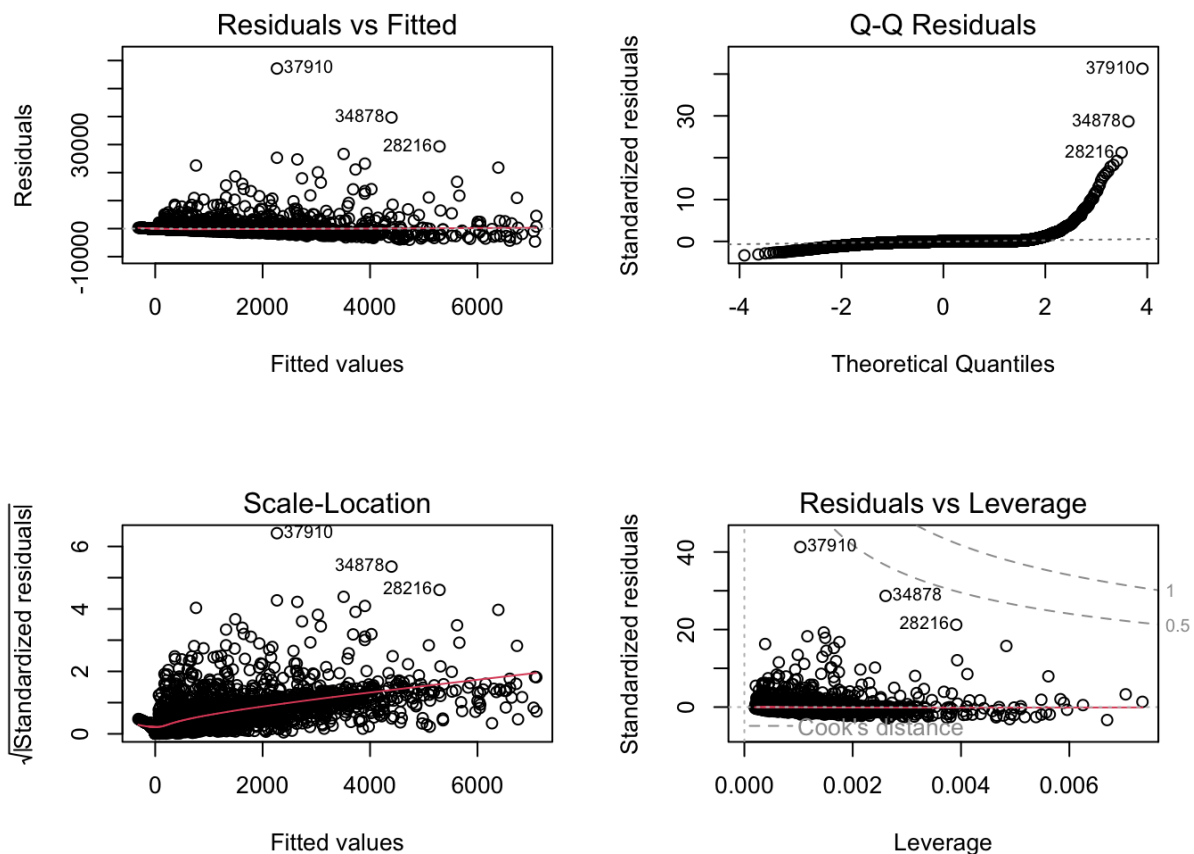 Residuals vs Fitted
Residuals
30000
-10000
37910
34878
28216
0 2000 4000 6000
Fitted values
Q-Q Residuals
Standardized residuals
30
10
0
37910
34878
28216
-4 -2 0 2 4
Theoretical Quantiles
Scale-Location
√|Standardized residuals|
6
4
2
0
37910
34878
28216
0 2000 4000 6000
Fitted values
Residuals vs Leverage
Standardized residuals
40
20
0
37910
34878
28216
1
0.5
Cook's distance
0.000 0.002 0.004 0.006
Leverage